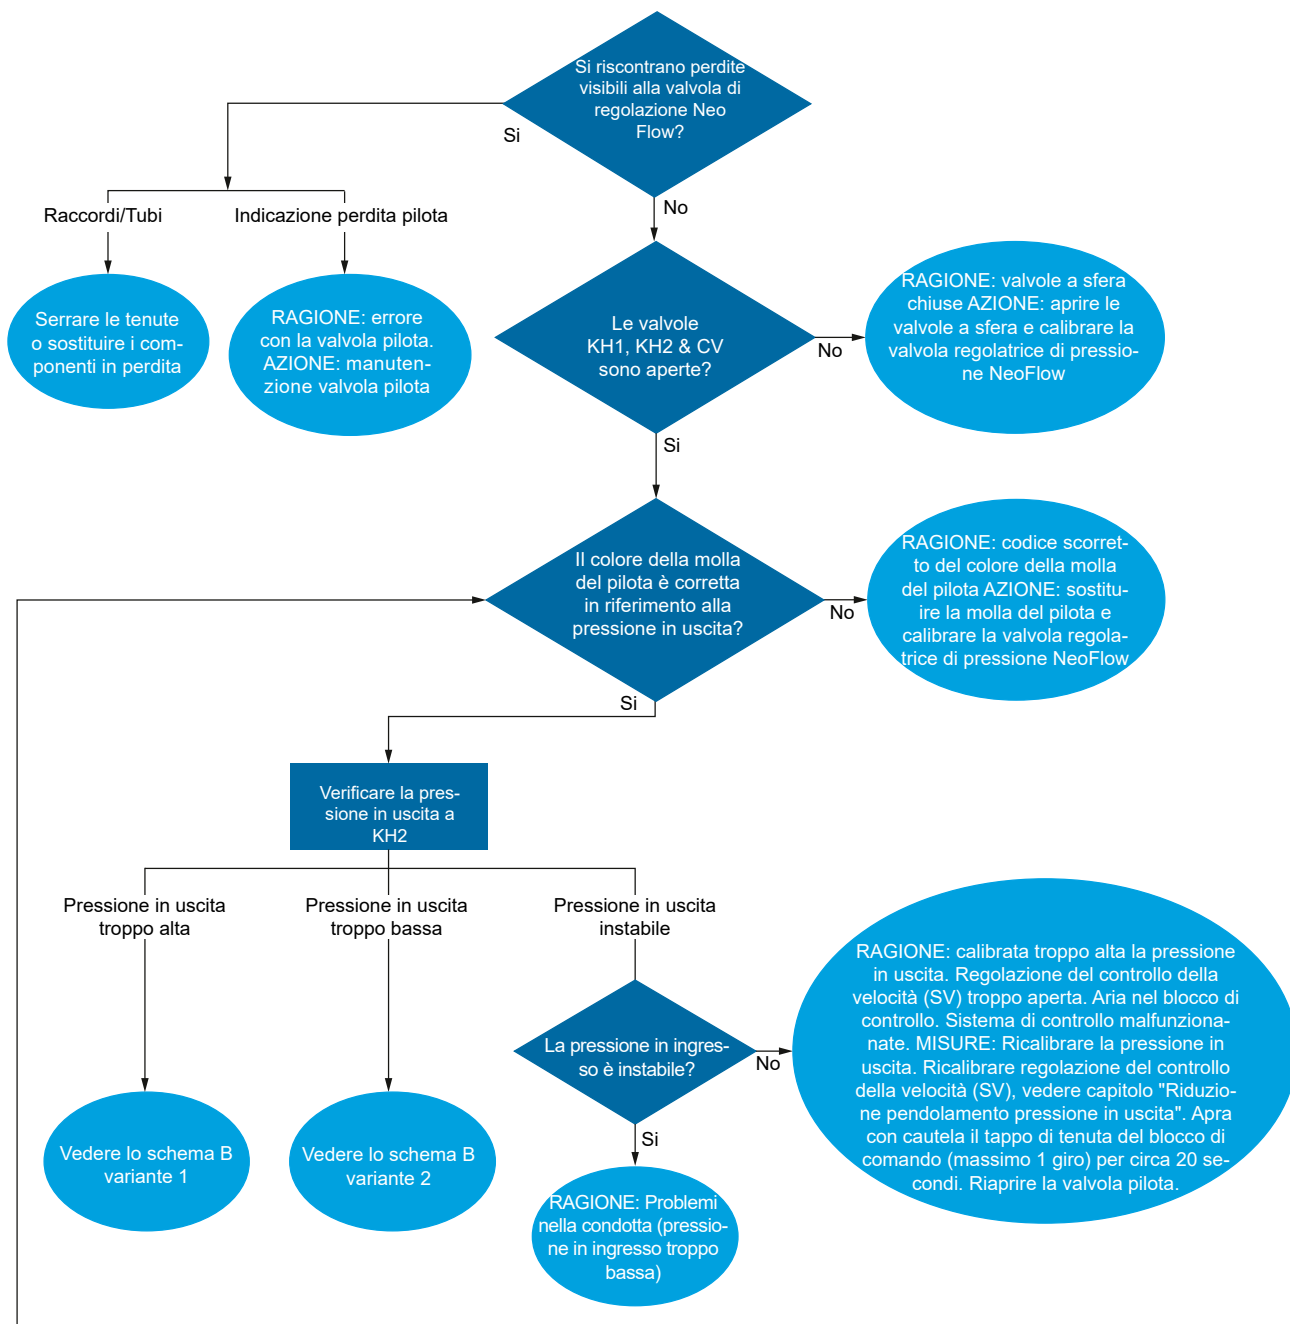 Si riscontrano perdite
visibili alla valvola di
regolazione Neo
Flow?
Si
No
Raccordi/Tubi
Indicazione perdita pilota
Serrare le tenute
o sostituire i com-
ponenti in perdita
RAGIONE: errore
con la valvola pilota.
AZIONE: manuten-
zione valvola pilota
Le valvole
KH1, KH2 & CV
sono aperte?
No
Si
RAGIONE: valvole a sfera
chiuse AZIONE: aprire le
valvole a sfera e calibrare la
valvola regolatrice di pressio-
ne NeoFlow
Il colore della molla
del pilota è corretta
in riferimento alla
pressione in uscita?
No
Si
RAGIONE: codice scorret-
to del colore della molla
del pilota AZIONE: sostitu-
ire la molla del pilota e
calibrare la valvola regola-
trice di pressione NeoFlow
Verificare la pres-
sione in uscita a
KH2
Pressione in uscita
troppo alta
Pressione in uscita
troppo bassa
Pressione in uscita
instabile
Vedere lo schema B
variante 1
Vedere lo schema B
variante 2
La pressione in ingres-
so è instabile?
No
Si
RAGIONE: Problemi
nella condotta (pressio-
ne in ingresso troppo
bassa)
RAGIONE: calibrata troppo alta la pressione
in uscita. Regolazione del controllo della
velocità (SV) troppo aperta. Aria nel blocco di
controllo. Sistema di controllo malfunziona-
nate. MISURE: Ricalibrare la pressione in
uscita. Ricalibrare regolazione del controllo
della velocità (SV), vedere capitolo "Riduzio-
ne pendolamento pressione in uscita". Apra
con cautela il tappo di tenuta del blocco di
comando (massimo 1 giro) per circa 20 se-
condi. Riaprire la valvola pilota.